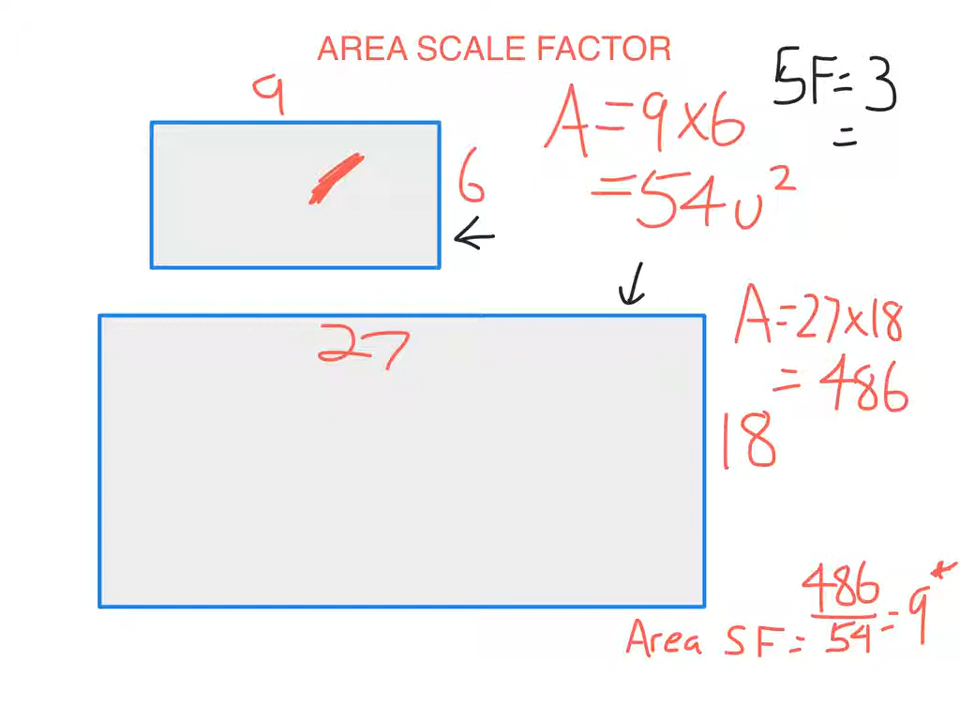 AREA SCALE FACTOR
SF=3
=
9
6
A=9x6
=54u²
27
18
A=27x18
=486
Area SF=486/54=9*